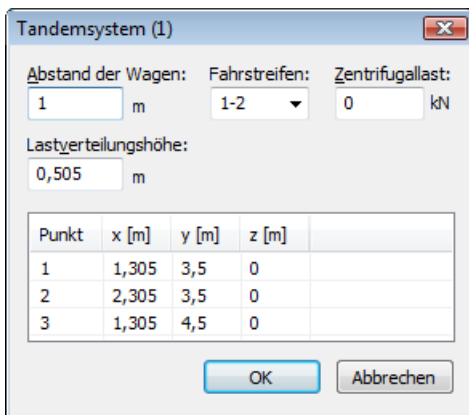 Tandemsystem (1)
Abstand der Wagen: Fahrstreifen: Zentrifugallast:
1 m 1-2 0 kN
Lastverteilungshöhe:
0,505 m
Punkt x [m] y [m] z [m]
1 1,305 3,5 0
2 2,305 3,5 0
3 1,305 4,5 0
OK Abbrechen